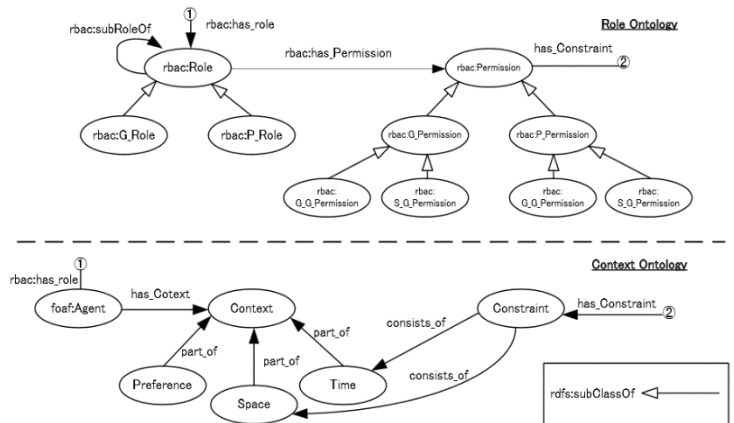 ①
rbac:subRoleOf
rbac:has_role
Role Ontology
rbac:has_Permission
has_Constraint
rbac:Role
rbac:Permission
②
rbac:G_Role
rbac:P_Role
rbac:G_Permission
rbac:P_Permission
rbac:
G_G_Permission
rbac:
S_G_Permission
rbac:
G_G_Permission
rbac:
S_G_Permission
①
Context Ontology
rbac:has_role
foaf:Agent
has_Cotext
Context
Constraint
has_Constraint
②
part_of
part_of
part_of
consists_of
Preference
Space
Time
consists_of
rdfs:subClassOf